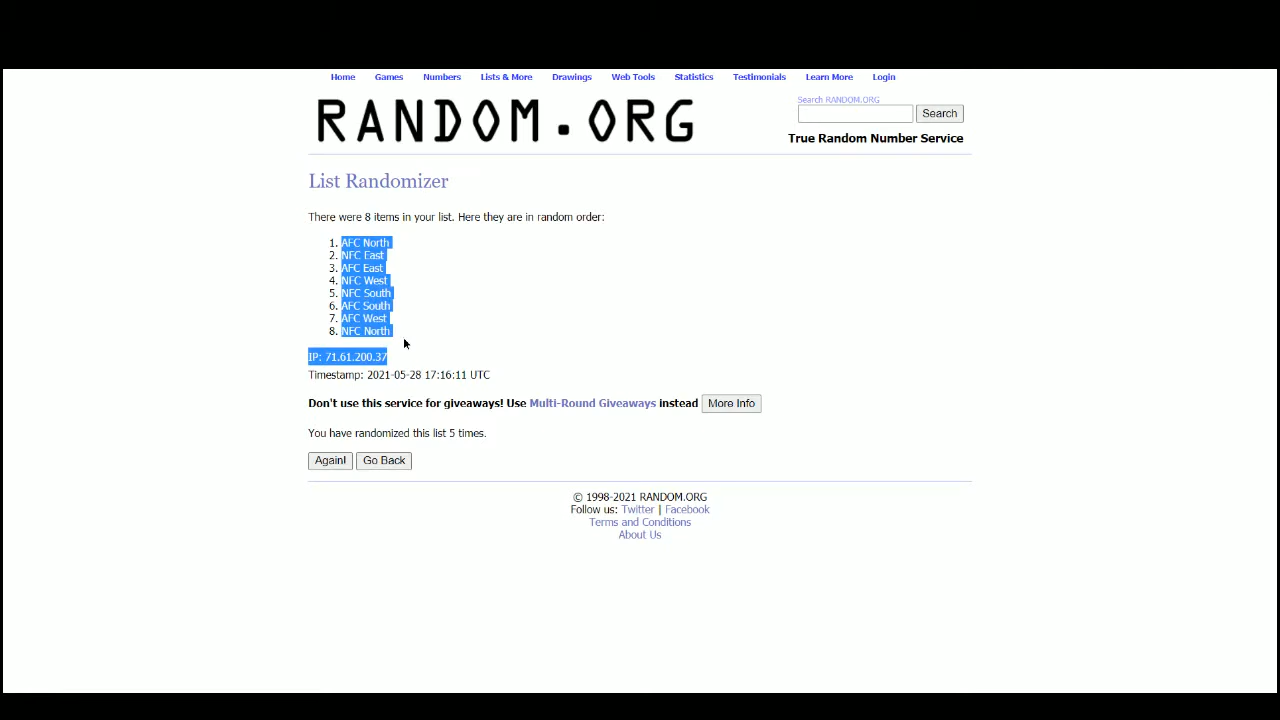 Home Games Numbers Lists & More Drawings Web Tools Statistics Testimonials Learn More Login
RANDOM.ORG
Search RANDOM.ORG
Search
True Random Number Service
List Randomizer
There were 8 items in your list. Here they are in random order:
1. AFC North
2. NFC East
3. AFC East
4. NFC West
5. NFC South
6. AFC South
7. AFC West
8. NFC North
IP: 71.61.200.37
Timestamp: 2021-05-28 17:16:11 UTC
Don't use this service for giveaways! Use Multi-Round Giveaways instead More Info
You have randomized this list 5 times.
Again! Go Back
© 1998-2021 RANDOM.ORG
Follow us: Twitter | Facebook
Terms and Conditions
About Us